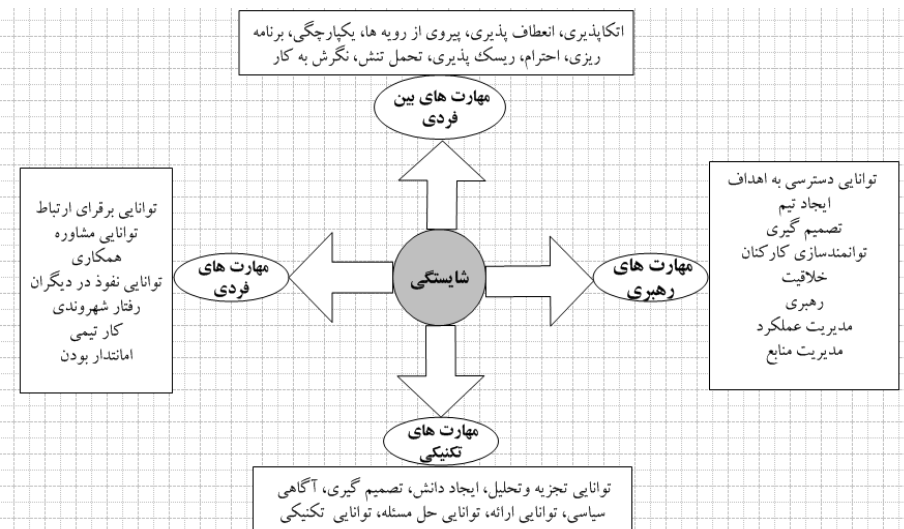 اتکاپذیری، انعطاف پذیری، پیروی از رویه ها، یکپارچگی، برنامه
ریزی، احترام، ریسک پذیری، تحمل تنش، نگرش به کار
مهارت های بین
فردی
توانایی دسترسی به اهداف
ایجاد تیم
تصمیم گیری
توانمندسازی کارکنان
خلاقیت
رهبری
مدیریت عملکرد
مدیریت منابع
مهارت های
رهبری
شایستگی
مهارت های
فردی
توانایی برقرای ارتباط
توانایی مشاوره
همکاری
توانایی نفوذ در دیگران
رفتار شهروندی
کار تیمی
امانتدار بودن
مهارت های
تکنیکی
توانایی تجزیه وتحلیل، ایجاد دانش، تصمیم گیری، آگاهی
سیاسی، توانایی ارائه، توانایی حل مسئله، توانایی تکنیکی